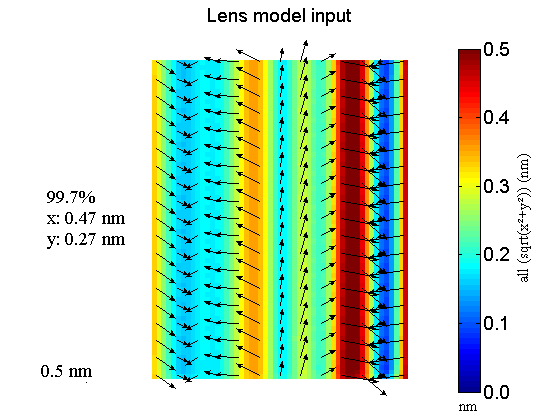 Lens model input
0.5
0.4
0.3
0.2
0.1
0.0
nm
all (sqrt(x²+y²)) (nm)
99.7%
x: 0.47 nm
y: 0.27 nm
0.5 nm